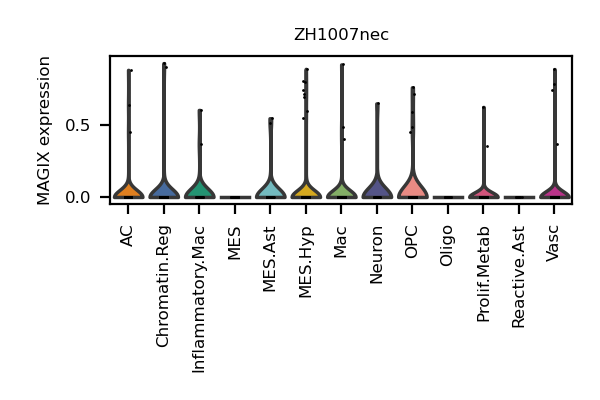 ZH1007nec
MAGIX expression
0.5
0.0
AC
Chromatin.Reg
Inflammatory.Mac
MES
MES.Ast
MES.Hyp
Mac
Neuron
OPC
Oligo
Prolif.Metab
Reactive.Ast
Vasc